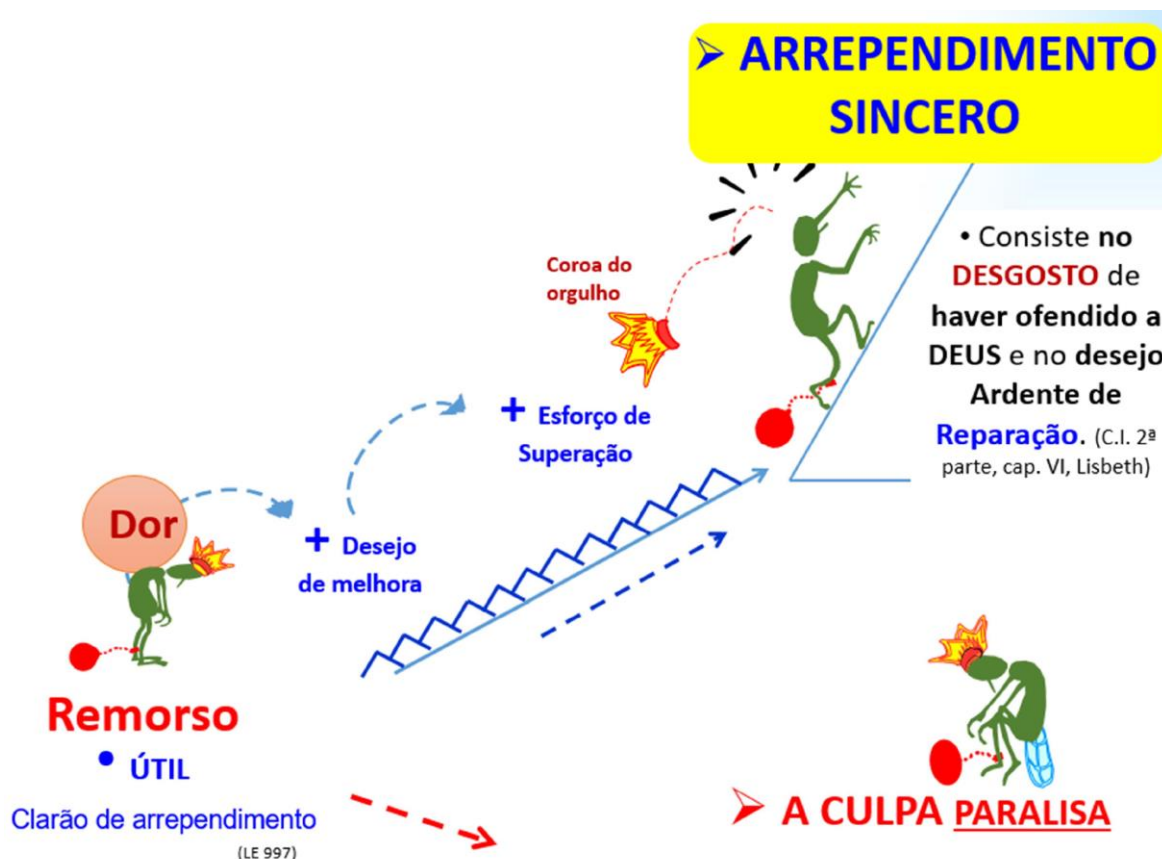 ➢ ARREPENDIMENTO
SINCERO
• Consiste no
DESGOSTO de
haver ofendido a
DEUS e no desejo
Ardente de
Reparação. (C.I. 2ª
parte, cap. VI, Lisbeth)
Coroa do
orgulho
+ Esforço de
Superação
Dor
+ Desejo
de melhora
Remorso
• ÚTIL
Clarão de arrependimento
(LE 997)
➢ A CULPA PARALISA